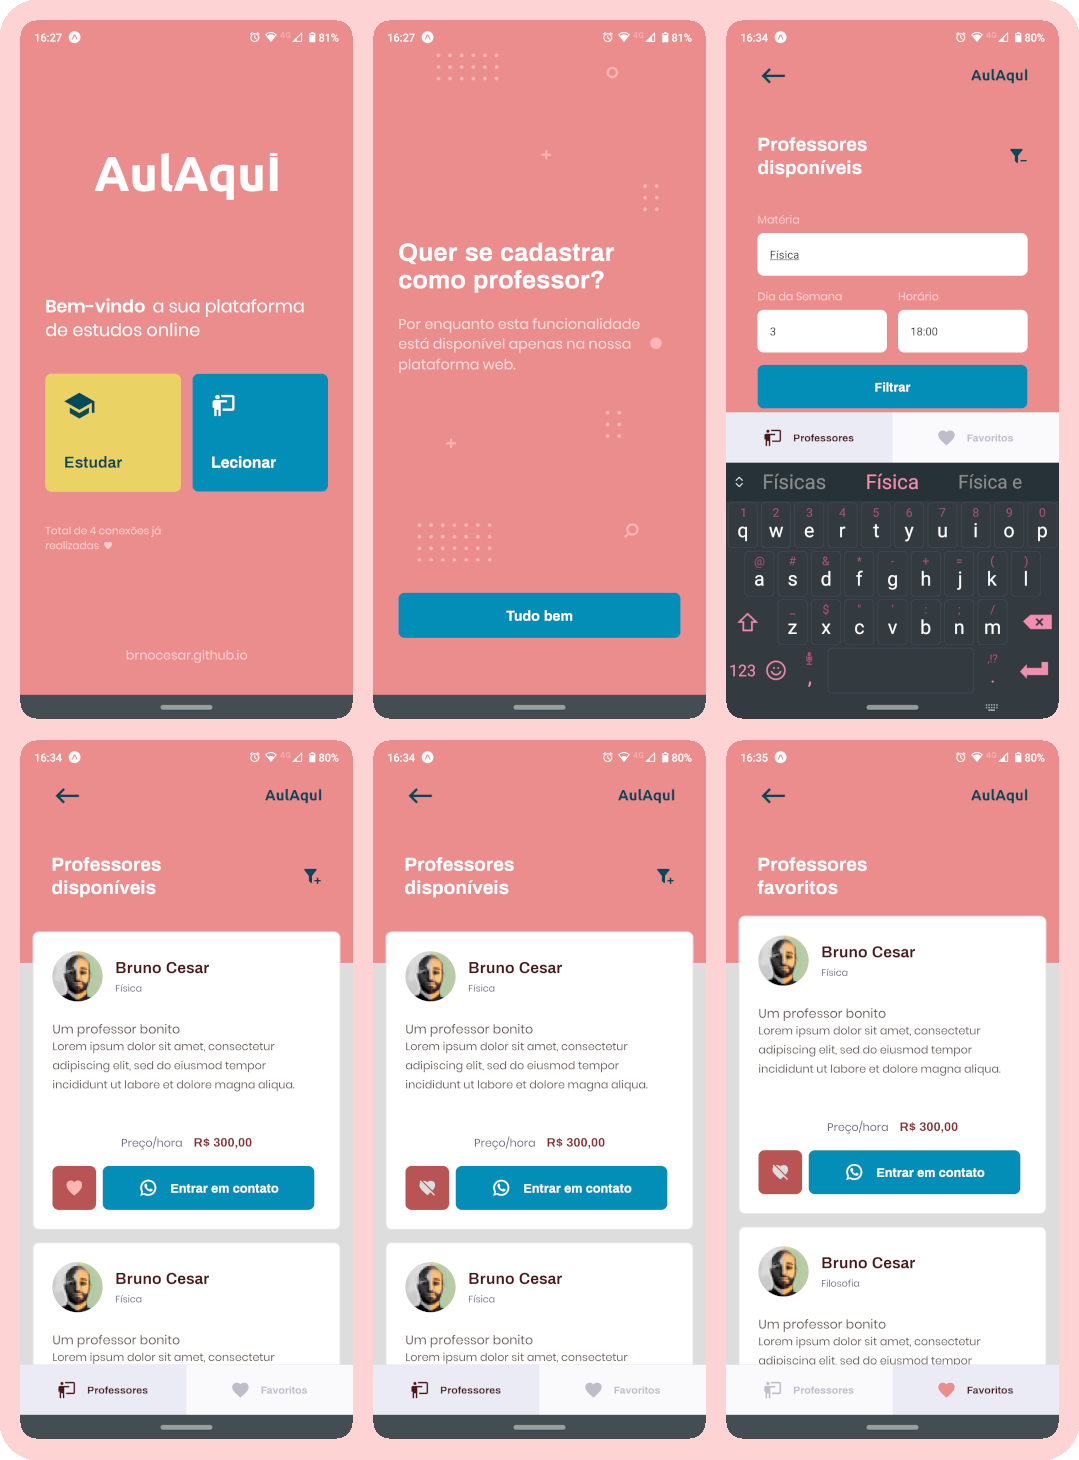 16:27 4G 81%
AulAquI
Bem-vindo a sua plataforma
de estudos online
Estudar
Lecionar
Total de 4 conexões já
realizadas
brnocesar.github.io
16:27 4G 81%
Quer se cadastrar
como professor?
Por enquanto esta funcionalidade
está disponível apenas na nossa
plataforma web.
Tudo bem
16:34 4G 80%
AulAquI
Professores
disponíveis
Matéria
Física
Dia da Semana Horário
3 18:00
Filtrar
Professores Favoritos
Físicas Física Física e
1 2 3 4 5 6 7 8 9 0
q w e r t y u i o p
@ # & * - + = ( )
a s d f g h j k l
_ $ " ' : ; /
z x c v b n m
,!?
123 , .
16:34 4G 80%
AulAquI
Professores
disponíveis
Bruno Cesar
Física
Um professor bonito
Lorem ipsum dolor sit amet, consectetur
adipiscing elit, sed do eiusmod tempor
incididunt ut labore et dolore magna aliqua.
Preço/hora R$ 300,00
Entrar em contato
Bruno Cesar
Física
Um professor bonito
Lorem ipsum dolor sit amet, consectetur
Professores Favoritos
16:34 4G 80%
AulAquI
Professores
disponíveis
Bruno Cesar
Física
Um professor bonito
Lorem ipsum dolor sit amet, consectetur
adipiscing elit, sed do eiusmod tempor
incididunt ut labore et dolore magna aliqua.
Preço/hora R$ 300,00
Entrar em contato
Bruno Cesar
Física
Um professor bonito
Lorem ipsum dolor sit amet, consectetur
Professores Favoritos
16:35 4G 80%
AulAquI
Professores
favoritos
Bruno Cesar
Física
Um professor bonito
Lorem ipsum dolor sit amet, consectetur
adipiscing elit, sed do eiusmod tempor
incididunt ut labore et dolore magna aliqua.
Preço/hora R$ 300,00
Entrar em contato
Bruno Cesar
Filosofia
Um professor bonito
Lorem ipsum dolor sit amet, consectetur
adipiscing elit, sed do eiusmod tempor
Professores Favoritos